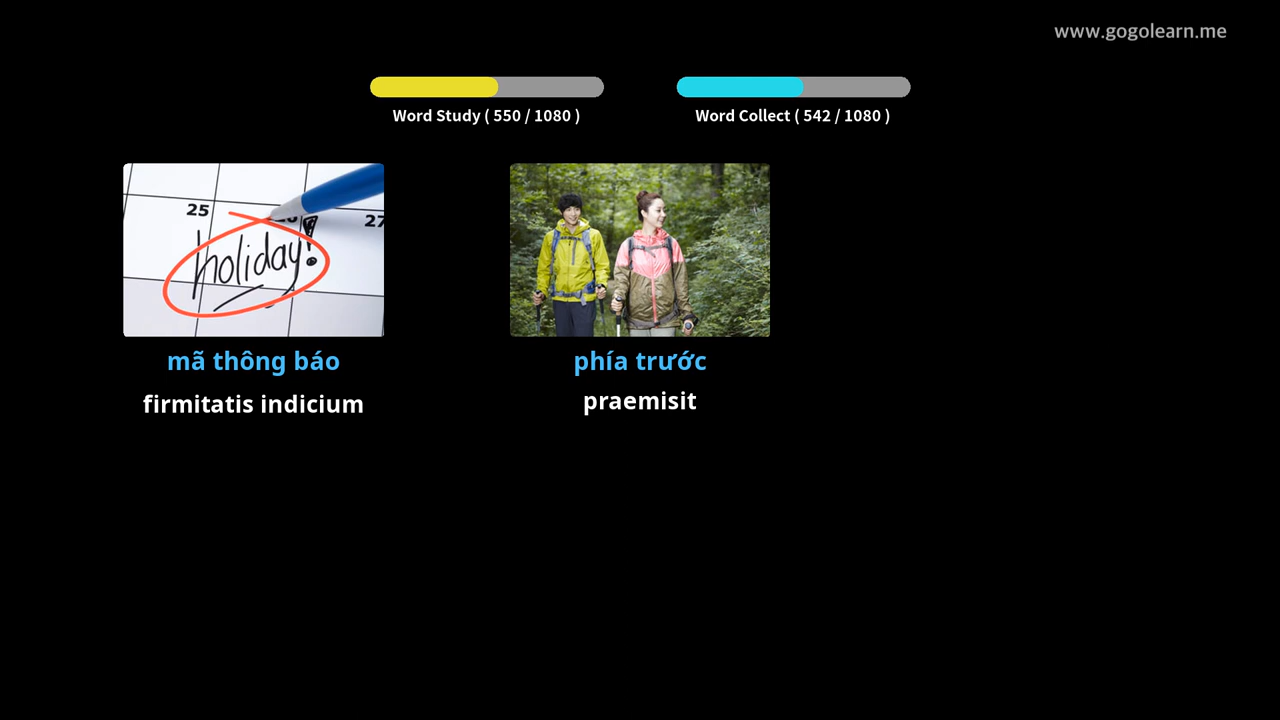 www.gogolearn.me
Word Study ( 550 / 1080 )
Word Collect ( 542 / 1080 )
25
27
holiday!
mã thông báo
phía trước
firmitatis indicium
praemisit